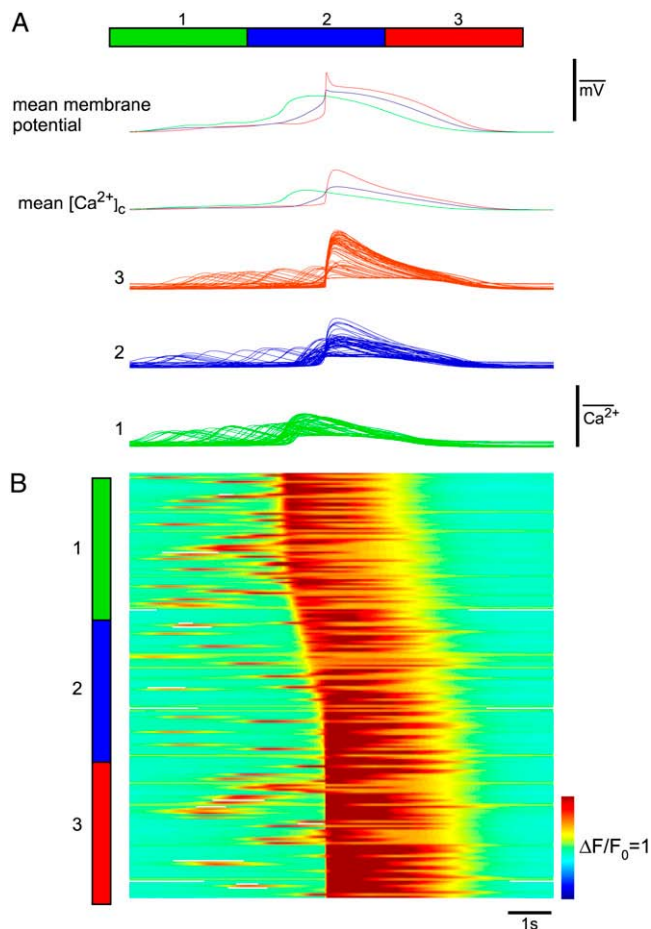 A
1 2 3
mean membrane
potential
mV
mean [Ca²⁺]c
3
2
1
Ca²⁺
B
1
2
3
ΔF/F₀=1
1s